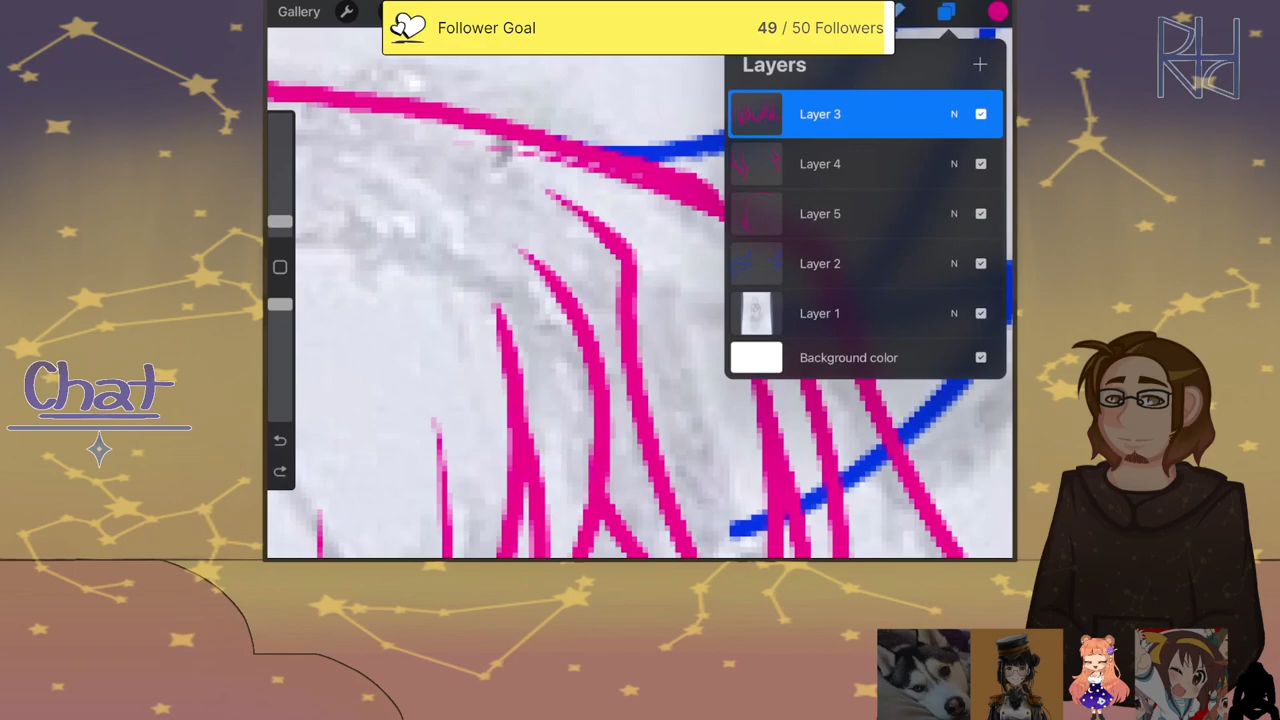 Gallery
Follower Goal
49 / 50 Followers
Layers
Layer 3 N
Layer 4 N
Layer 5 N
Layer 2 N
Layer 1 N
Background color
Chat